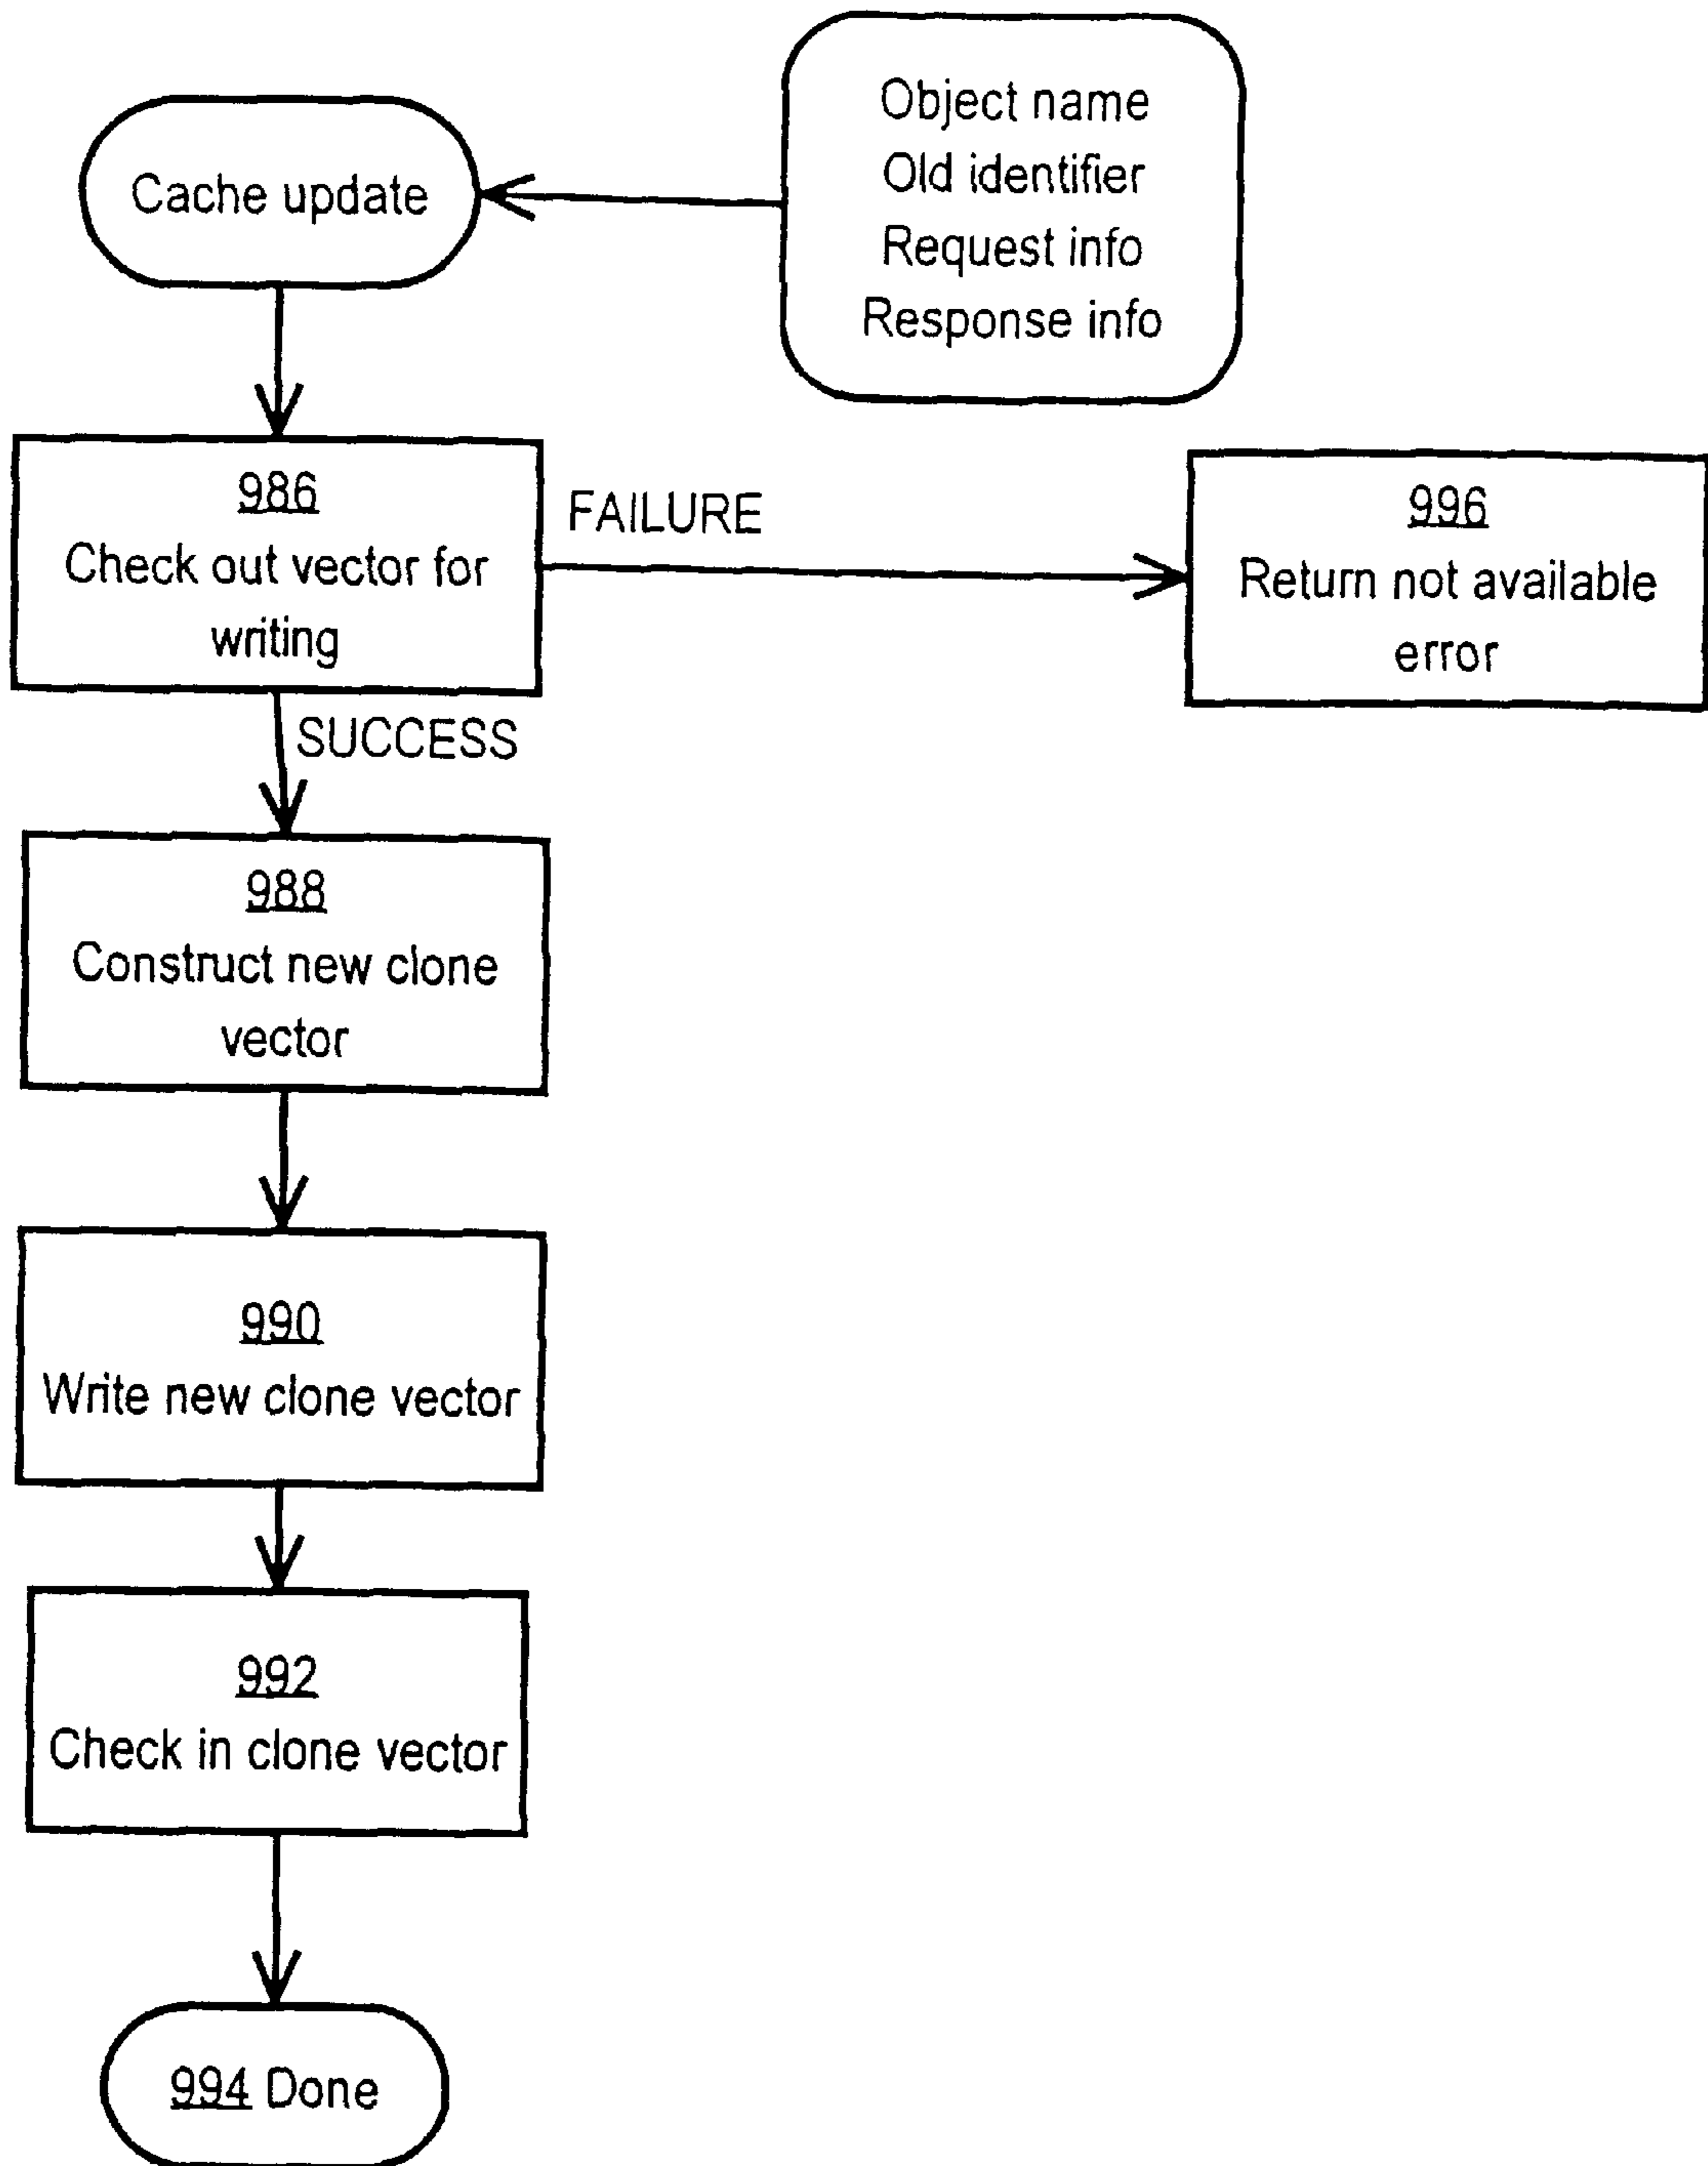 Object name
Old identifier
Request info
Response info
Cache update
986
Check out vector for
writing
FAILURE
996
Return not available
error
SUCCESS
988
Construct new clone
vector
990
Write new clone vector
992
Check in clone vector
994 Done